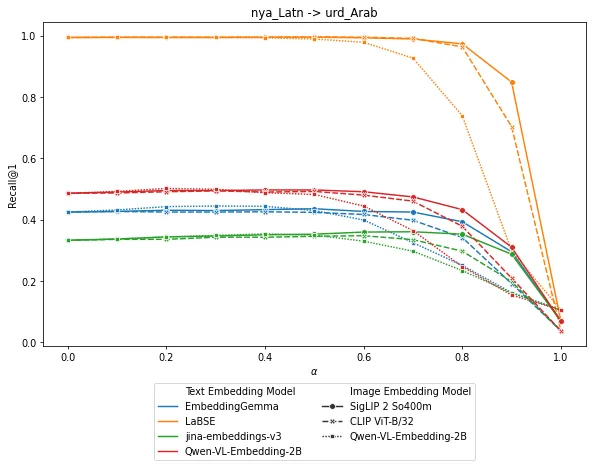 nya_Latn -> urd_Arab
Recall@1
1.0
0.8
0.6
0.4
0.2
0.0
0.0 0.2 0.4 0.6 0.8 1.0
α
Text Embedding Model
EmbeddingGemma
LaBSE
jina-embeddings-v3
Qwen-VL-Embedding-2B
Image Embedding Model
SigLIP 2 So400m
CLIP ViT-B/32
Qwen-VL-Embedding-2B